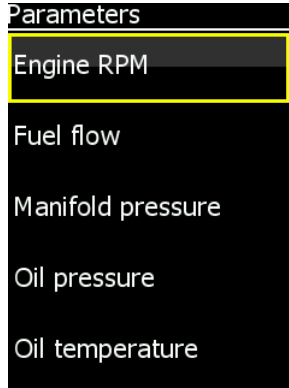 Parameters
Engine RPM
Fuel flow
Manifold pressure
Oil pressure
Oil temperature